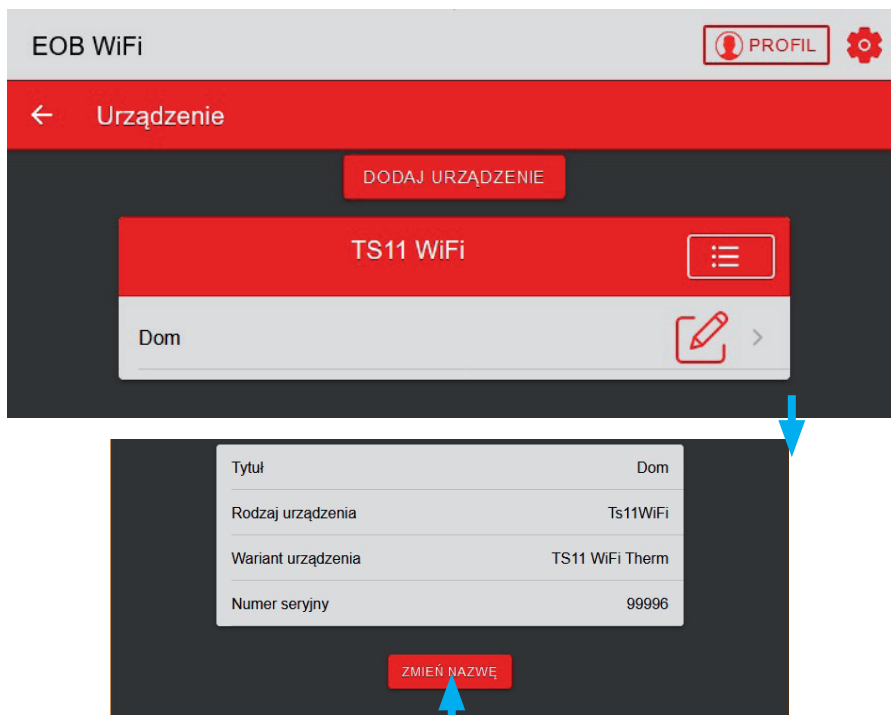 EOB WiFi
PROFIL
Urządzenie
DODAJ URZĄDZENIE
TS11 WiFi
Dom
Tytuł Dom
Rodzaj urządzenia Ts11WiFi
Wariant urządzenia TS11 WiFi Therm
Numer seryjny 99996
ZMIEŃ NAZWĘ